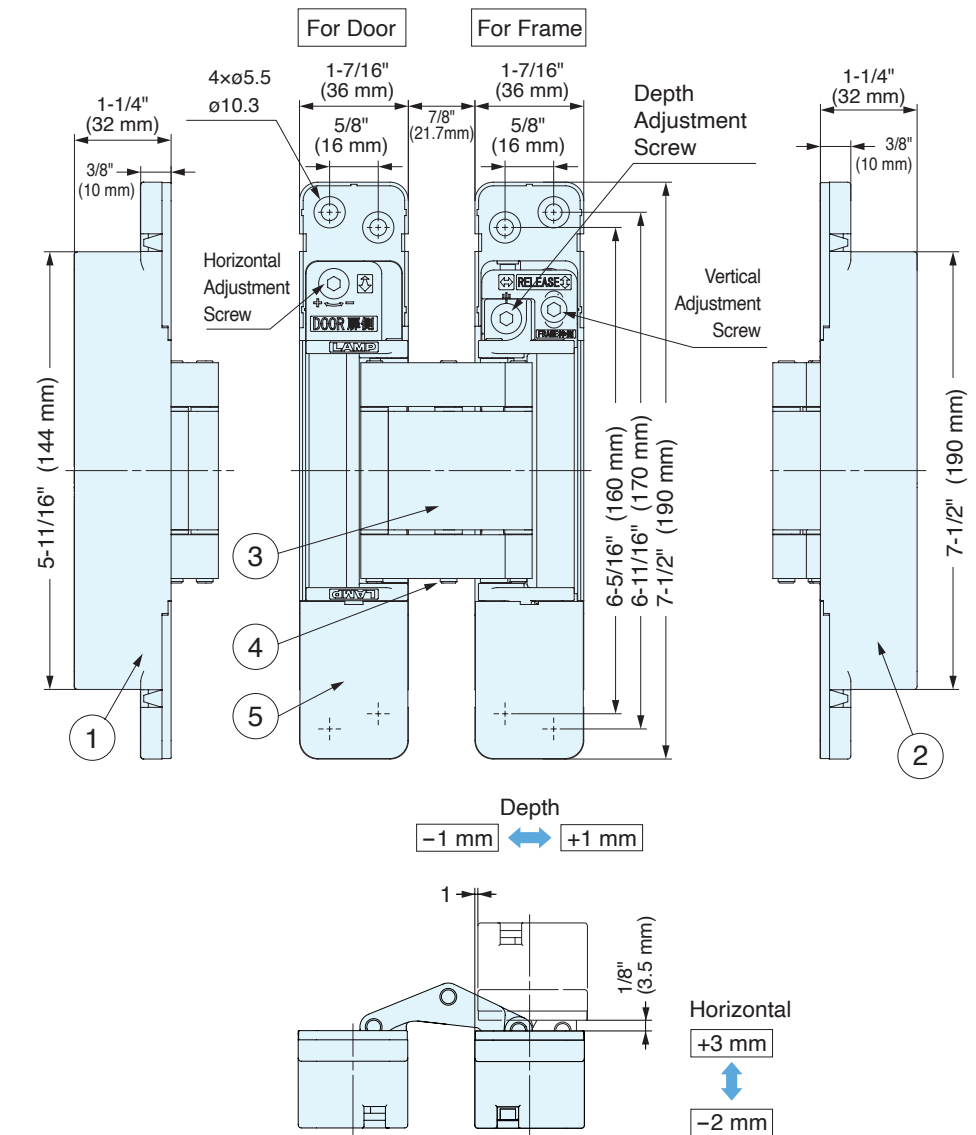 For Door
For Frame
1-7/16"
(36 mm)
1-7/16"
(36 mm)
4×ø5.5
ø10.3
1-1/4"
(32 mm)
7/8"
(21.7mm)
5/8"
(16 mm)
5/8"
(16 mm)
Depth
Adjustment
Screw
1-1/4"
(32 mm)
3/8"
(10 mm)
3/8"
(10 mm)
Horizontal
Adjustment
Screw
+ −
DOOR 扉側
LAMP
RELEASE
+
Vertical
Adjustment
Screw
5-11/16" (144 mm)
6-5/16" (160 mm)
6-11/16" (170 mm)
7-1/2" (190 mm)
7-1/2" (190 mm)
3
4
LAMP
5
1
2
Depth
−1 mm
+1 mm
1
1/8"
(3.5 mm)
Horizontal
+3 mm
−2 mm